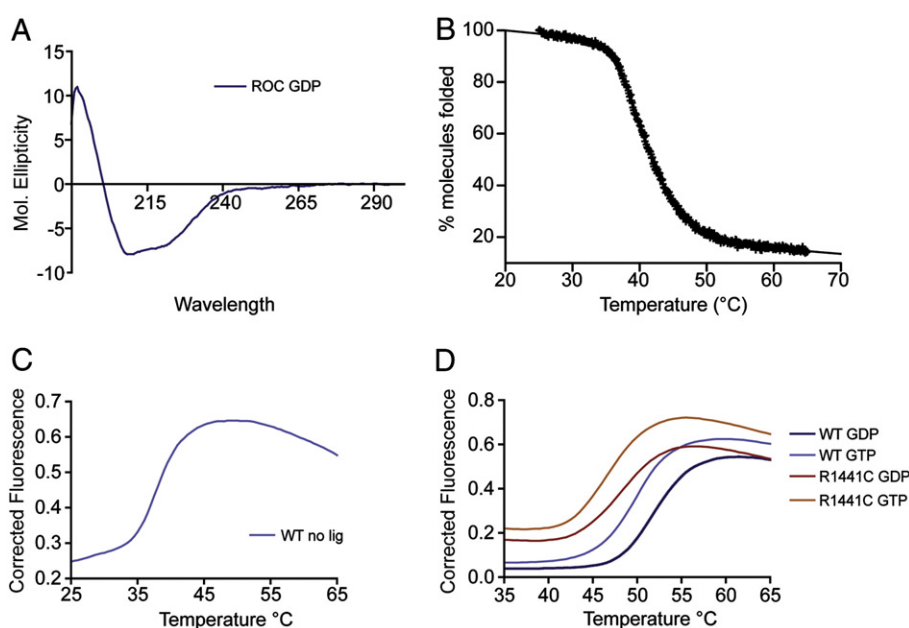 A
15
10
5
0
-5
-10
Mol. Ellipticity
215
240
265
290
Wavelength
ROC GDP
B
100
80
60
40
20
% molecules folded
20
30
40
50
60
70
Temperature (°C)
C
0.7
0.6
0.5
0.4
0.3
0.2
Corrected Fluorescence
25
35
45
55
65
Temperature °C
WT no lig
D
0.8
0.6
0.4
0.2
0.0
Corrected Fluorescence
35
40
45
50
55
60
65
Temperature °C
WT GDP
WT GTP
R1441C GDP
R1441C GTP